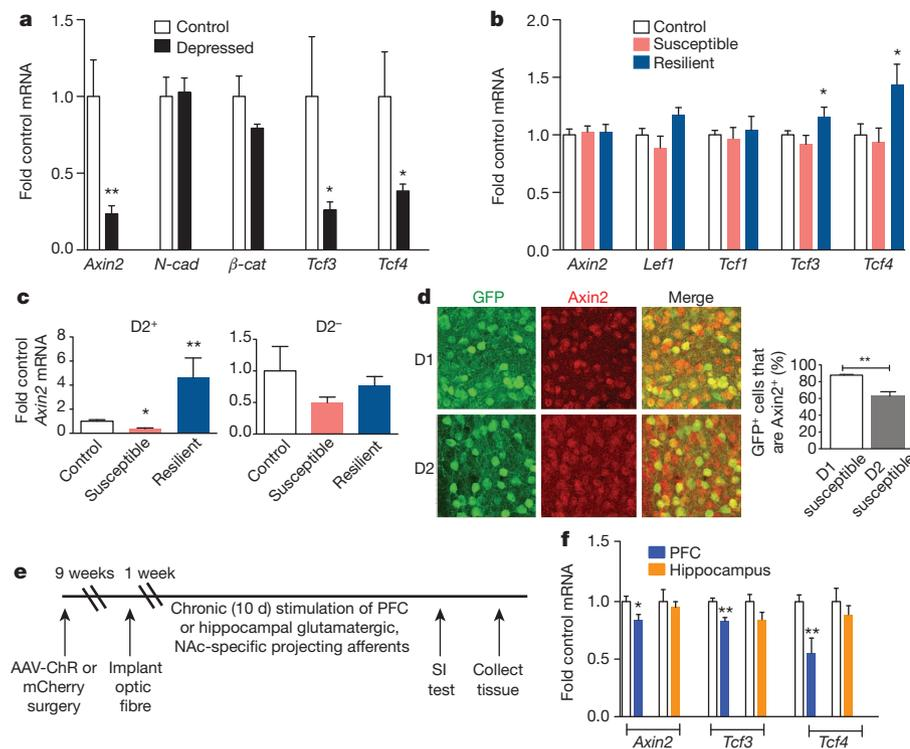 a
1.5
1.0
0.5
0.0
Fold control mRNA
Control
Depressed
**
*
*
Axin2 N-cad β-cat Tcf3 Tcf4
b
2.0
1.5
1.0
0.5
0.0
Fold control mRNA
Control
Susceptible
Resilient
*
*
Axin2 Lef1 Tcf1 Tcf3 Tcf4
c
Fold control
Axin2 mRNA
D2+
8
6
4
2
0
*
**
Control
Susceptible
Resilient
D2–
1.5
1.0
0.5
0.0
Control
Susceptible
Resilient
d
GFP Axin2 Merge
D1
D2
GFP+ cells that
are Axin2+ (%)
100
80
60
40
20
0
**
D1
susceptible
D2
susceptible
e
9 weeks 1 week
Chronic (10 d) stimulation of PFC
or hippocampal glutamatergic,
NAc-specific projecting afferents
AAV-ChR or
mCherry
surgery
Implant
optic
fibre
SI
test
Collect
tissue
f
1.5
1.0
0.5
0.0
Fold control mRNA
PFC
Hippocampus
*
**
**
Axin2 Tcf3 Tcf4